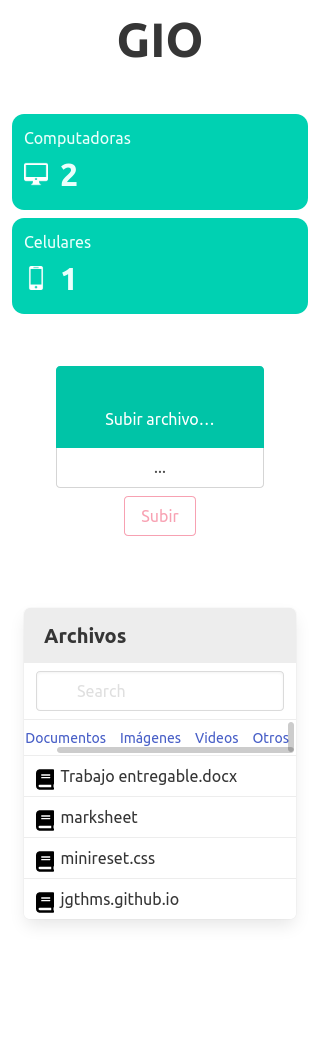 GIO
Computadoras
2
Celulares
1
Subir archivo…
...
Subir
Archivos
Search
Documentos Imágenes Videos Otros
Trabajo entregable.docx
marksheet
minireset.css
jgthms.github.io